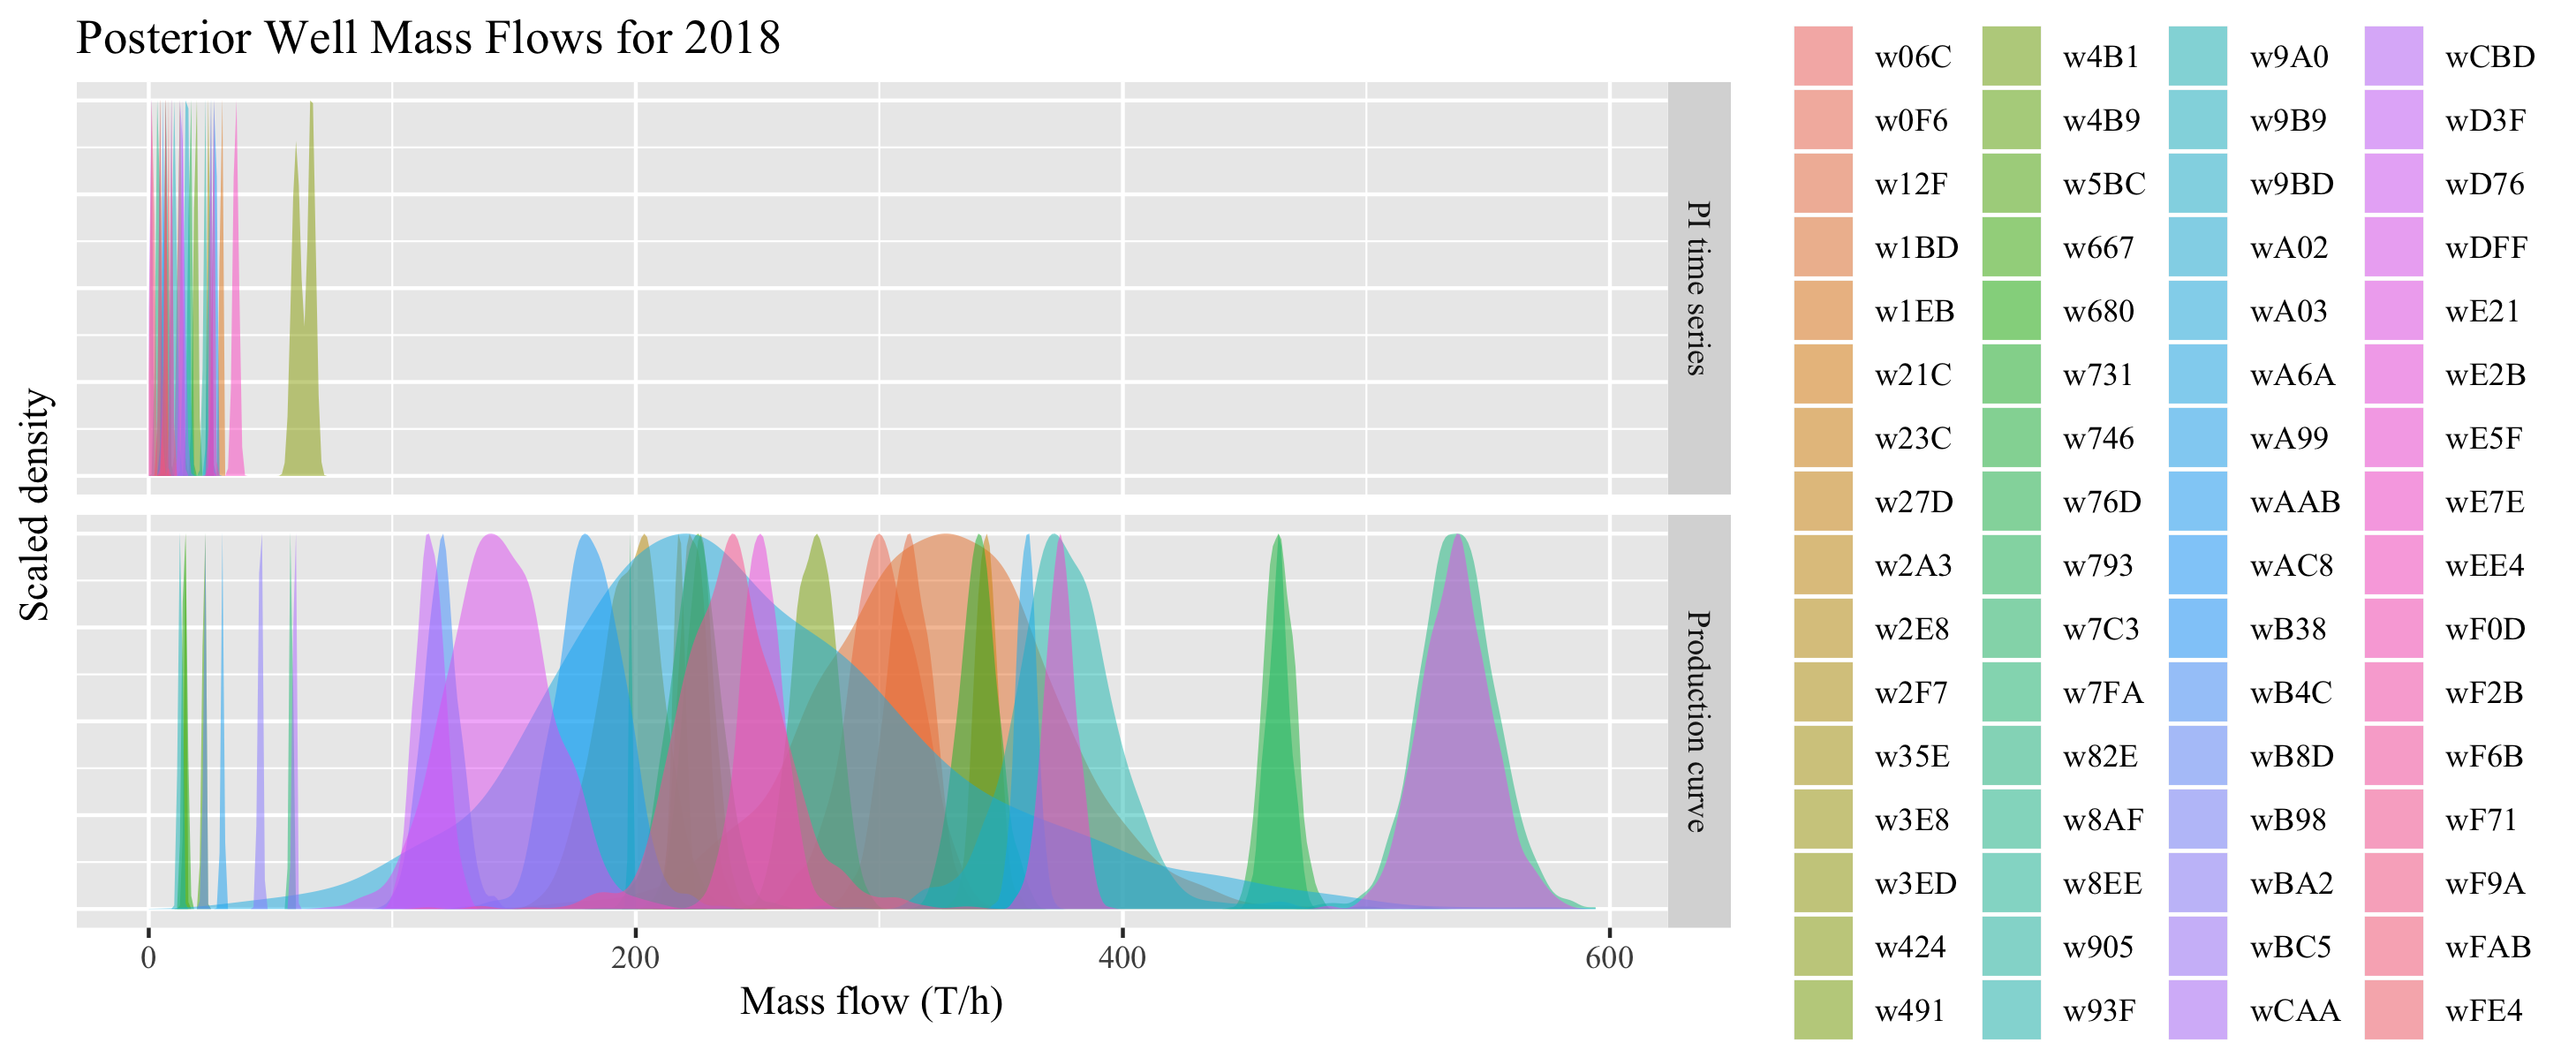 Posterior Well Mass Flows for 2018
Scaled density
PI time series
Production curve
0 200 400 600
Mass flow (T/h)
w06C w4B1 w9A0 wCBD
w0F6 w4B9 w9B9 wD3F
w12F w5BC w9BD wD76
w1BD w667 wA02 wDFF
w1EB w680 wA03 wE21
w21C w731 wA6A wE2B
w23C w746 wA99 wE5F
w27D w76D wAAB wE7E
w2A3 w793 wAC8 wEE4
w2E8 w7C3 wB38 wF0D
w2F7 w7FA wB4C wF2B
w35E w82E wB8D wF6B
w3E8 w8AF wB98 wF71
w3ED w8EE wBA2 wF9A
w424 w905 wBC5 wFAB
w491 w93F wCAA wFE4